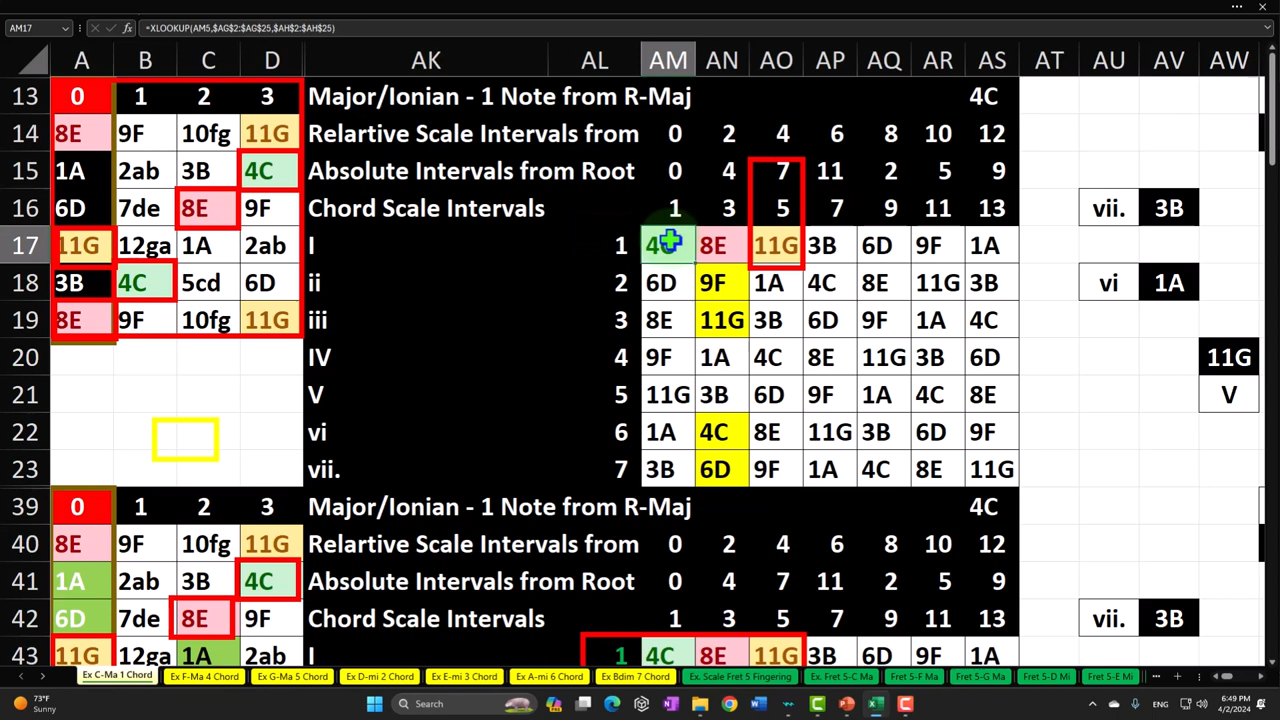 AM17 =XLOOKUP(AM5,$AG$2:$AG$25,$AH$2:$AH$25)
A B C D AK AL AM AN AO AP AQ AR AS AT AU AV AW
13 0 1 2 3 Major/Ionian - 1 Note from R-Maj 4C
14 8E 9F 10fg 11G Relartive Scale Intervals from 0 2 4 6 8 10 12
15 1A 2ab 3B 4C Absolute Intervals from Root 0 4 7 11 2 5 9
16 6D 7de 8E 9F Chord Scale Intervals 1 3 5 7 9 11 13 vii. 3B
17 11G 12ga 1A 2ab I 1 4C 8E 11G 3B 6D 9F 1A
18 3B 4C 5cd 6D ii 2 6D 9F 1A 4C 8E 11G 3B vi 1A
19 8E 9F 10fg 11G iii 3 8E 11G 3B 6D 9F 1A 4C
20 IV 4 9F 1A 4C 8E 11G 3B 6D 11G
21 V 5 11G 3B 6D 9F 1A 4C 8E V
22 vi 6 1A 4C 8E 11G 3B 6D 9F
23 vii. 7 3B 6D 9F 1A 4C 8E 11G
39 0 1 2 3 Major/Ionian - 1 Note from R-Maj 4C
40 8E 9F 10fg 11G Relartive Scale Intervals from 0 2 4 6 8 10 12
41 1A 2ab 3B 4C Absolute Intervals from Root 0 4 7 11 2 5 9
42 6D 7de 8E 9F Chord Scale Intervals 1 3 5 7 9 11 13 vii. 3B
43 11G 12ga 1A 2ab I 1 4C 8E 11G 3B 6D 9F 1A
Ex C-Ma 1 Chord Ex F-Ma 4 Chord Ex G-Ma 5 Chord Ex D-mi 2 Chord Ex E-mi 3 Chord Ex A-mi 6 Chord Ex Bdim 7 Chord Ex. Scale Fret 5 Fingering Ex. Fret 5-C Ma Fret 5-F Ma Fret 5-G Ma Fret 5-D Mi Fret 5-E Mi
73°F
Sunny
Search
ENG
6:49 PM
4/2/2024